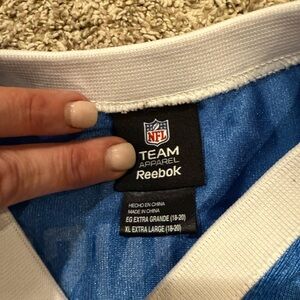 NFL
TEAM
APPAREL
Reebok
HECHO EN CHINA
MADE IN CHINA
EG EXTRA GRANDE (18-20)
XL EXTRA LARGE (18-20)